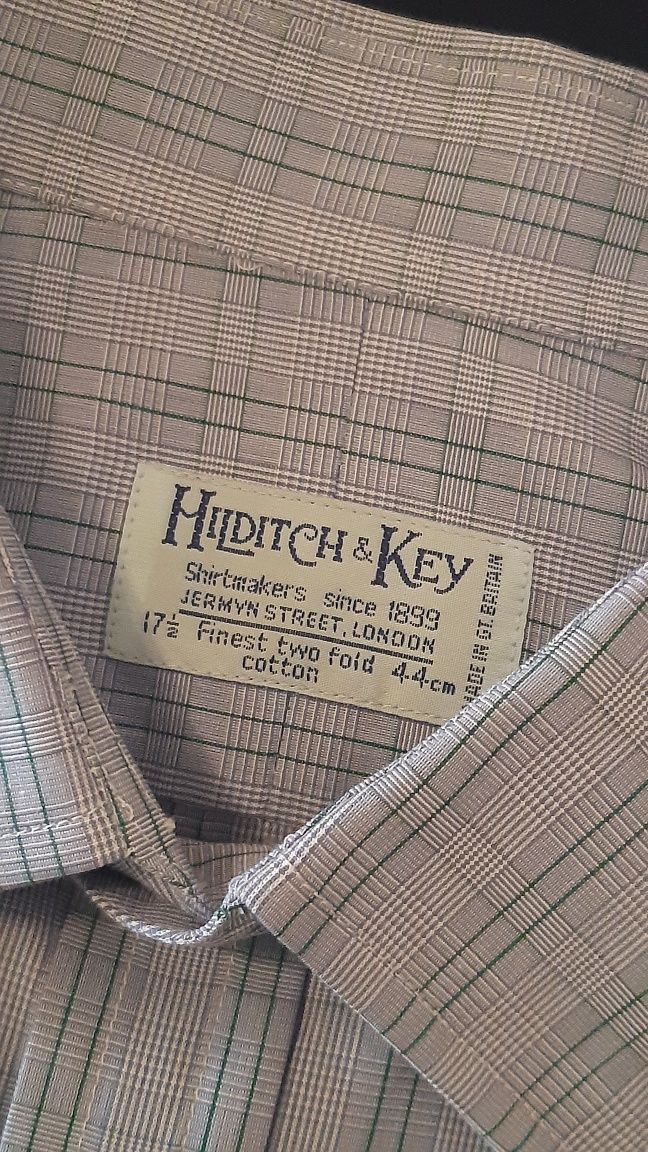 HILDITCH & KEY
Shirtmakers since 1899
JERMYN STREET, LONDON
17½ Finest two fold 44cm
cotton
MADE IN GT. BRITAIN